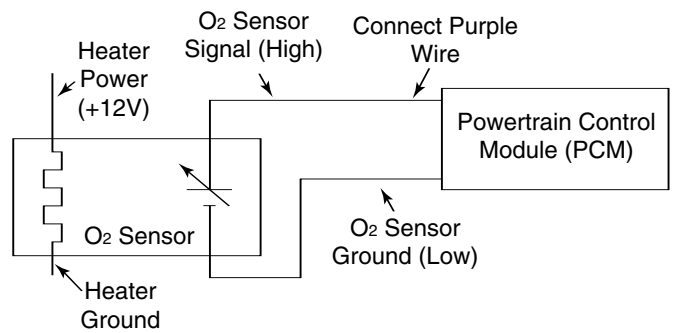 O2 Sensor
Signal (High)
Connect Purple
Wire
Heater
Power
(+12V)
Powertrain Control
Module (PCM)
O2 Sensor
O2 Sensor
Ground (Low)
Heater
Ground